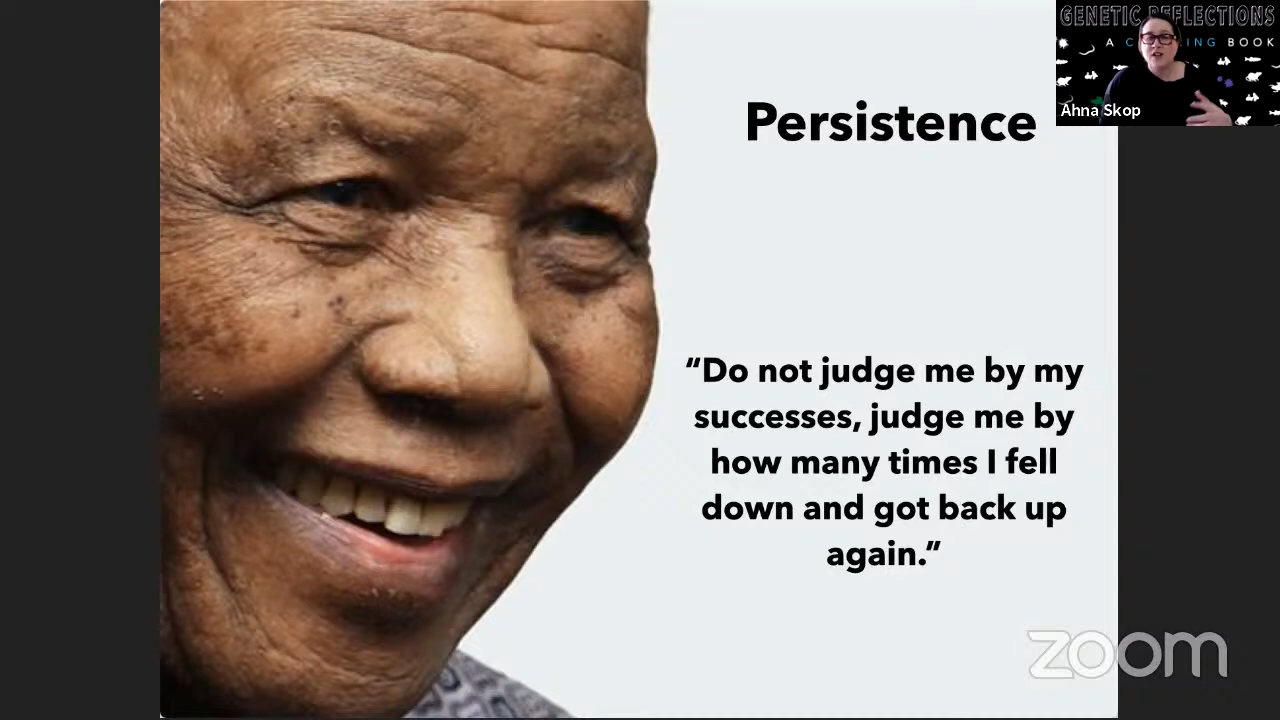 GENETIC REFLECTIONS
A COLORING BOOK
Ahna Skop
Persistence
“Do not judge me by my
successes, judge me by
how many times I fell
down and got back up
again.”
zoom